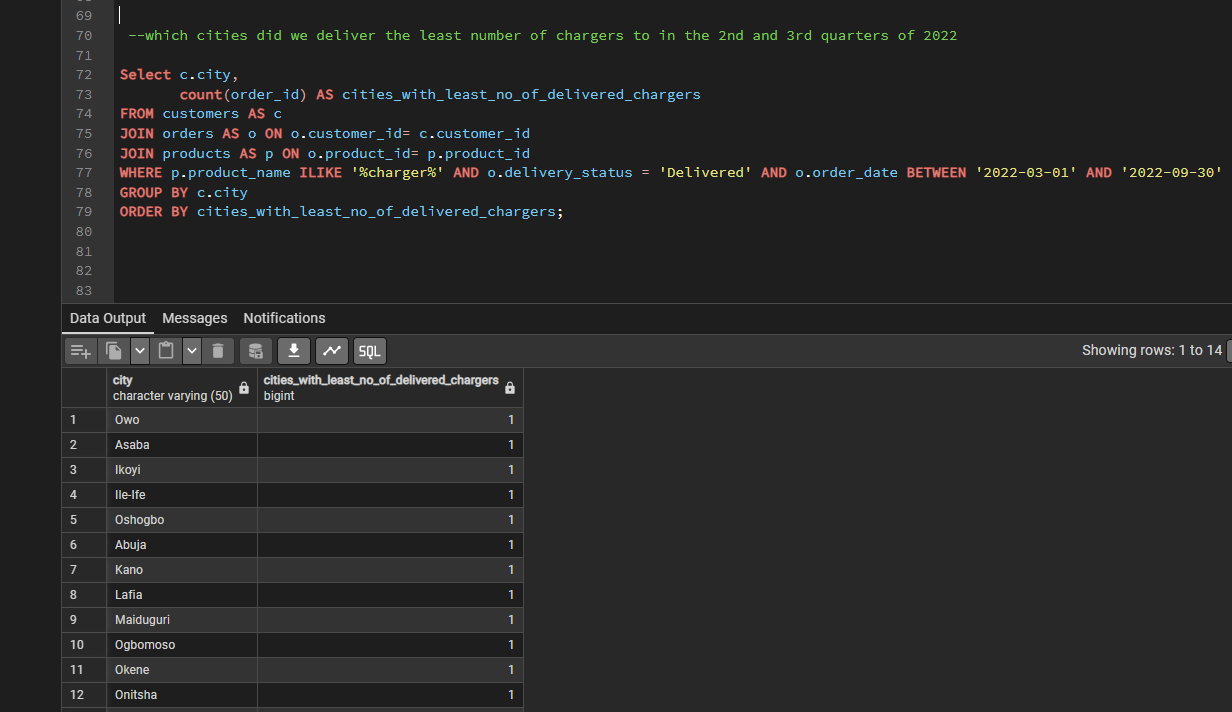 69
70 --which cities did we deliver the least number of chargers to in the 2nd and 3rd quarters of 2022
71
72 Select c.city,
73 count(order_id) AS cities_with_least_no_of_delivered_chargers
74 FROM customers AS c
75 JOIN orders AS o ON o.customer_id= c.customer_id
76 JOIN products AS p ON o.product_id= p.product_id
77 WHERE p.product_name ILIKE '%charger%' AND o.delivery_status = 'Delivered' AND o.order_date BETWEEN '2022-03-01' AND '2022-09-30'
78 GROUP BY c.city
79 ORDER BY cities_with_least_no_of_delivered_chargers;
80
81
82
83
Data Output Messages Notifications
SQL Showing rows: 1 to 14
city cities_with_least_no_of_delivered_chargers
character varying (50) bigint
1 Owo 1
2 Asaba 1
3 Ikoyi 1
4 Ile-Ife 1
5 Oshogbo 1
6 Abuja 1
7 Kano 1
8 Lafia 1
9 Maiduguri 1
10 Ogbomoso 1
11 Okene 1
12 Onitsha 1